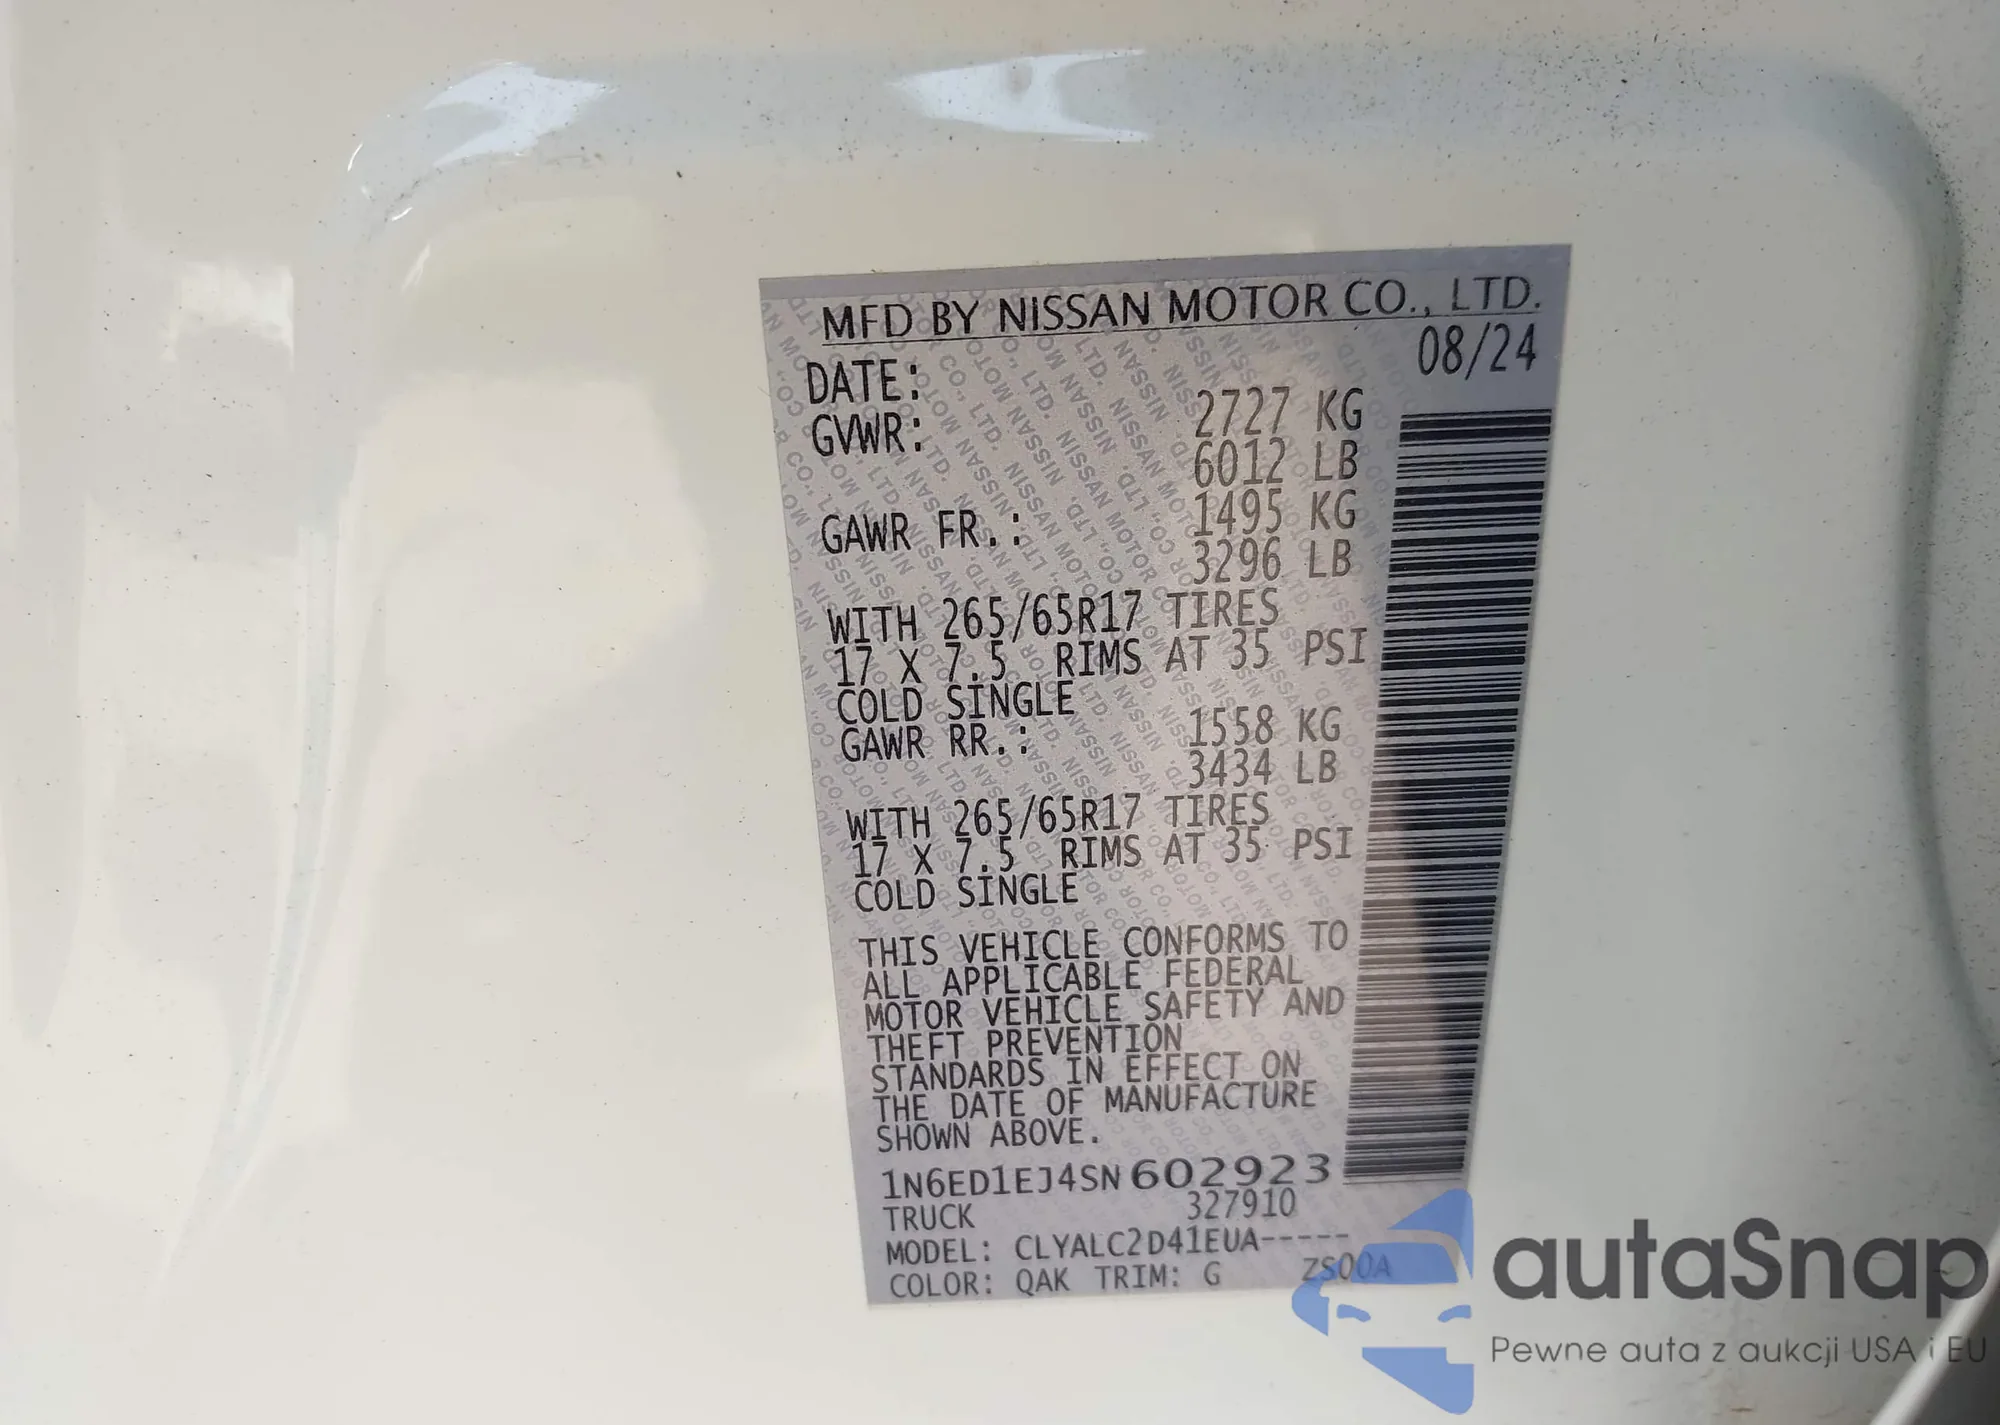 MFD BY NISSAN MOTOR CO., LTD.
DATE: 08/24
GVWR: 2727 KG
6012 LB
GAWR FR.: 1495 KG
3296 LB
WITH 265/65R17 TIRES
17 X 7.5 RIMS AT 35 PSI
COLD SINGLE
GAWR RR.: 1558 KG
3434 LB
WITH 265/65R17 TIRES
17 X 7.5 RIMS AT 35 PSI
COLD SINGLE
THIS VEHICLE CONFORMS TO
ALL APPLICABLE FEDERAL
MOTOR VEHICLE SAFETY AND
THEFT PREVENTION
STANDARDS IN EFFECT ON
THE DATE OF MANUFACTURE
SHOWN ABOVE.
1N6ED1EJ4SN602923
TRUCK 327910
MODEL: CLYALC2D41EUA-----
COLOR: QAK TRIM: G ZS00A
autaSnap
Pewne auta z aukcji USA i EU